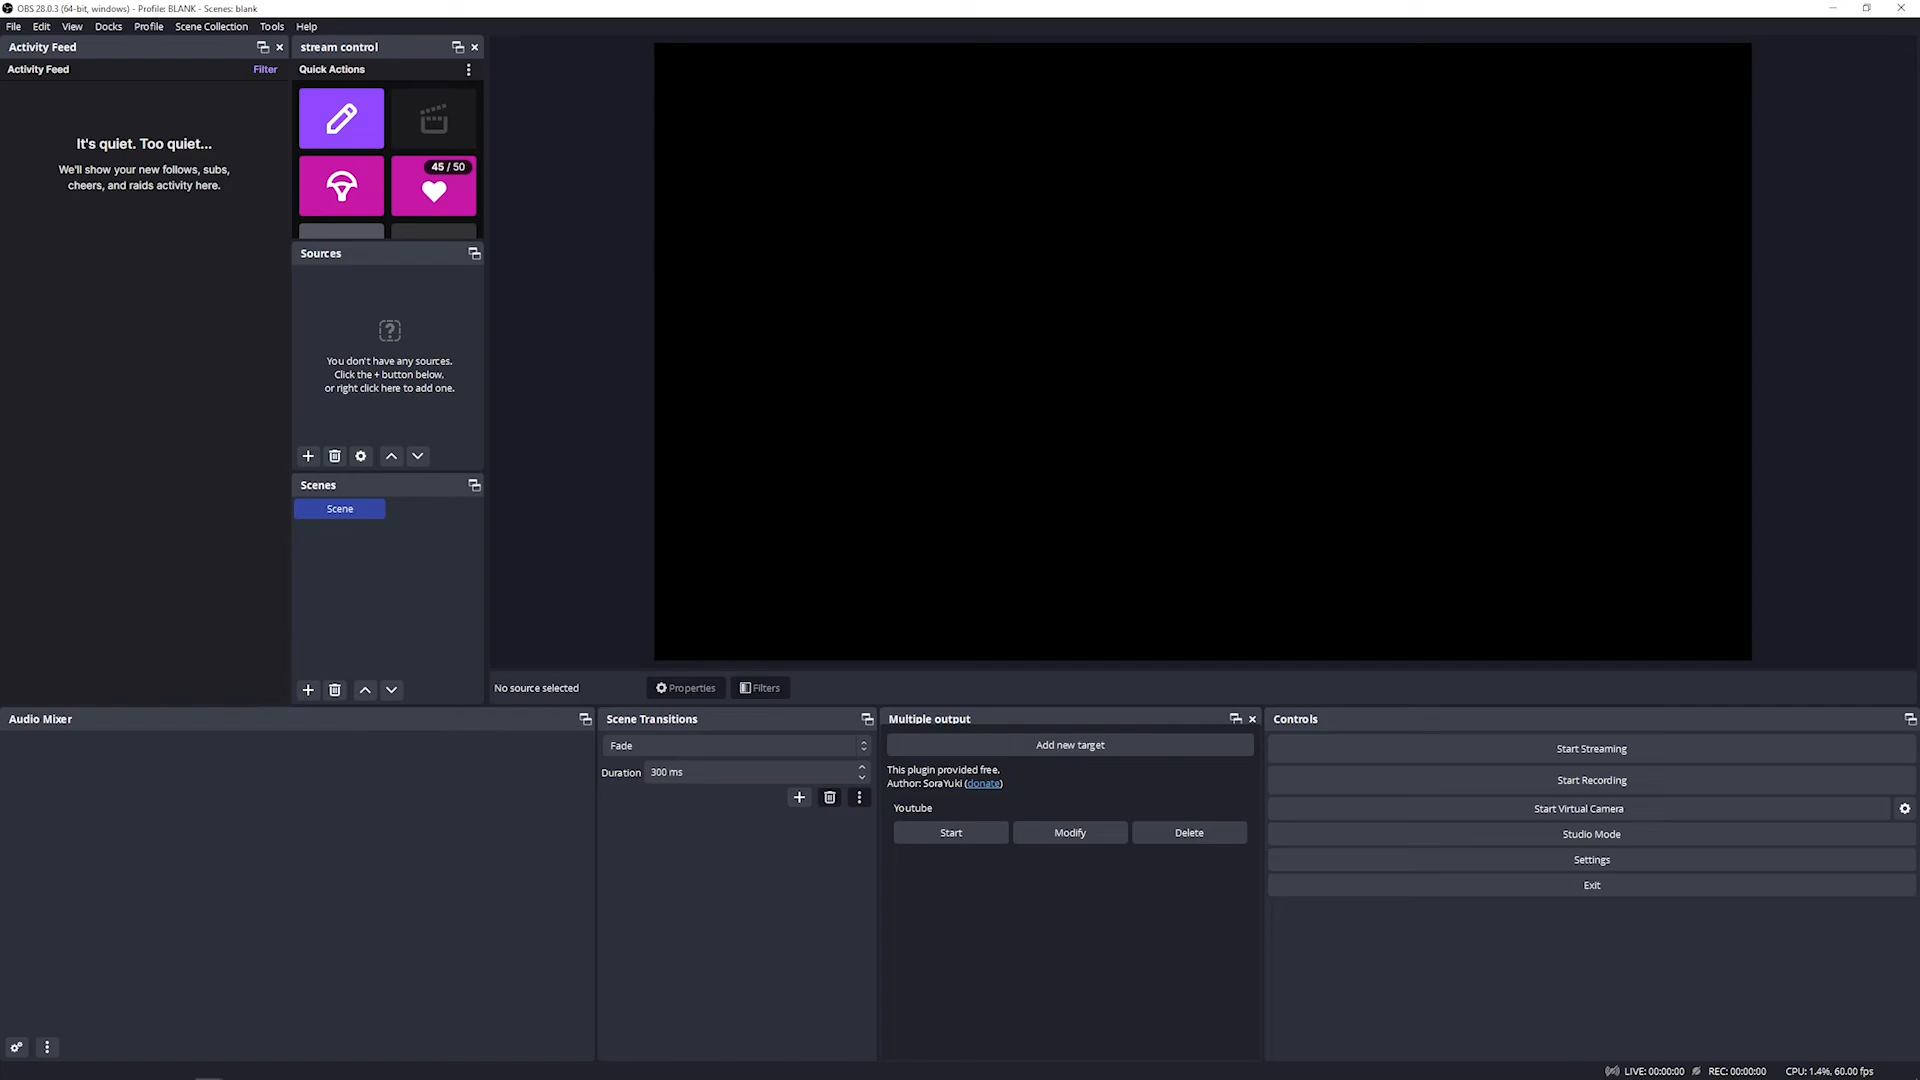 OBS 28.0.3 (64-bit, windows) - Profile: BLANK - Scenes: blank
File Edit View Docks Profile Scene Collection Tools Help
Activity Feed
Activity Feed Filter
It's quiet. Too quiet...
We'll show your new follows, subs,
cheers, and raids activity here.
stream control
Quick Actions
45 / 50
Sources
You don't have any sources.
Click the + button below,
or right click here to add one.
Scenes
Scene
No source selected Properties Filters
Audio Mixer
Scene Transitions
Fade
Duration 300 ms
Multiple output
Add new target
This plugin provided free.
Author: SoraYuki (donate)
Youtube
Start Modify Delete
Controls
Start Streaming
Start Recording
Start Virtual Camera
Studio Mode
Settings
Exit
LIVE: 00:00:00 REC: 00:00:00 CPU: 1.4%, 60.00 fps